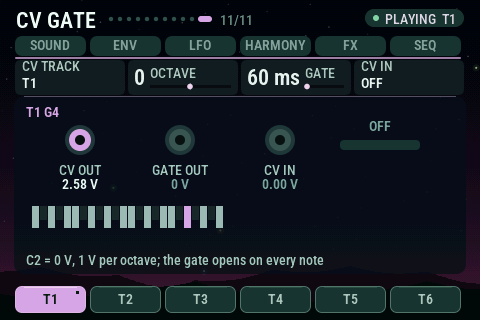 CV GATE 11/11 PLAYING T1
SOUND ENV LFO HARMONY FX SEQ
CV TRACK T1
0 OCTAVE
60 ms GATE
CV IN OFF
T1 G4
OFF
CV OUT GATE OUT CV IN
2.58 V 0 V 0.00 V
C2 = 0 V, 1 V per octave; the gate opens on every note
T1 T2 T3 T4 T5 T6